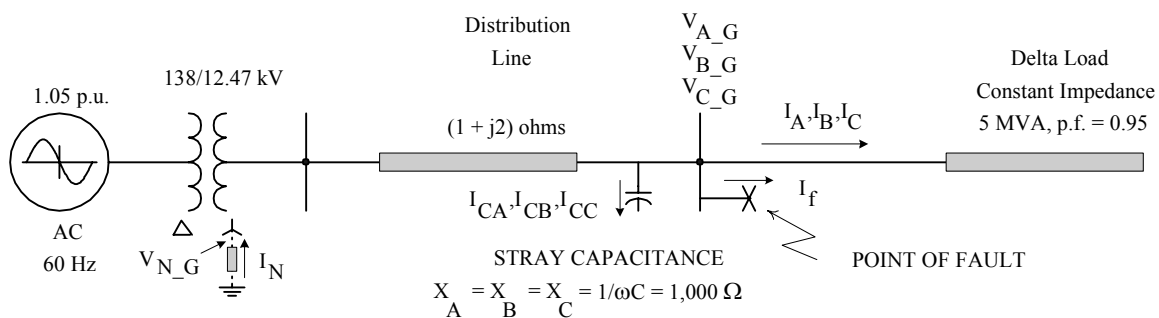 Distribution
Line
V_A_G
V_B_G
V_C_G
Delta Load
Constant Impedance
5 MVA, p.f. = 0.95
138/12.47 kV
1.05 p.u.
(1 + j2) ohms
I_A,I_B,I_C
I_CA,I_CB,I_CC
I_f
AC
60 Hz
V_N_G
I_N
STRAY CAPACITANCE
X_A = X_B = X_C = 1/ωC = 1,000 Ω
POINT OF FAULT